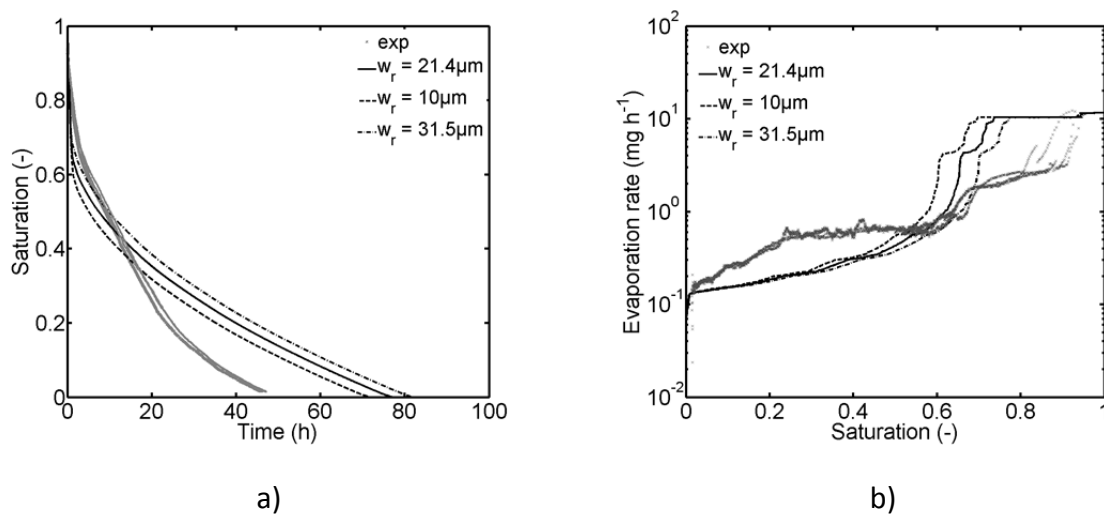 1
0.8
0.6
0.4
0.2
0
Saturation (-)
0 20 40 60 80 100
Time (h)
exp
w_r = 21.4µm
w_r = 10µm
w_r = 31.5µm
a)
10^2
10^1
10^0
10^-1
10^-2
Evaporation rate (mg h^-1)
0 0.2 0.4 0.6 0.8 1
Saturation (-)
exp
w_r = 21.4µm
w_r = 10µm
w_r = 31.5µm
b)